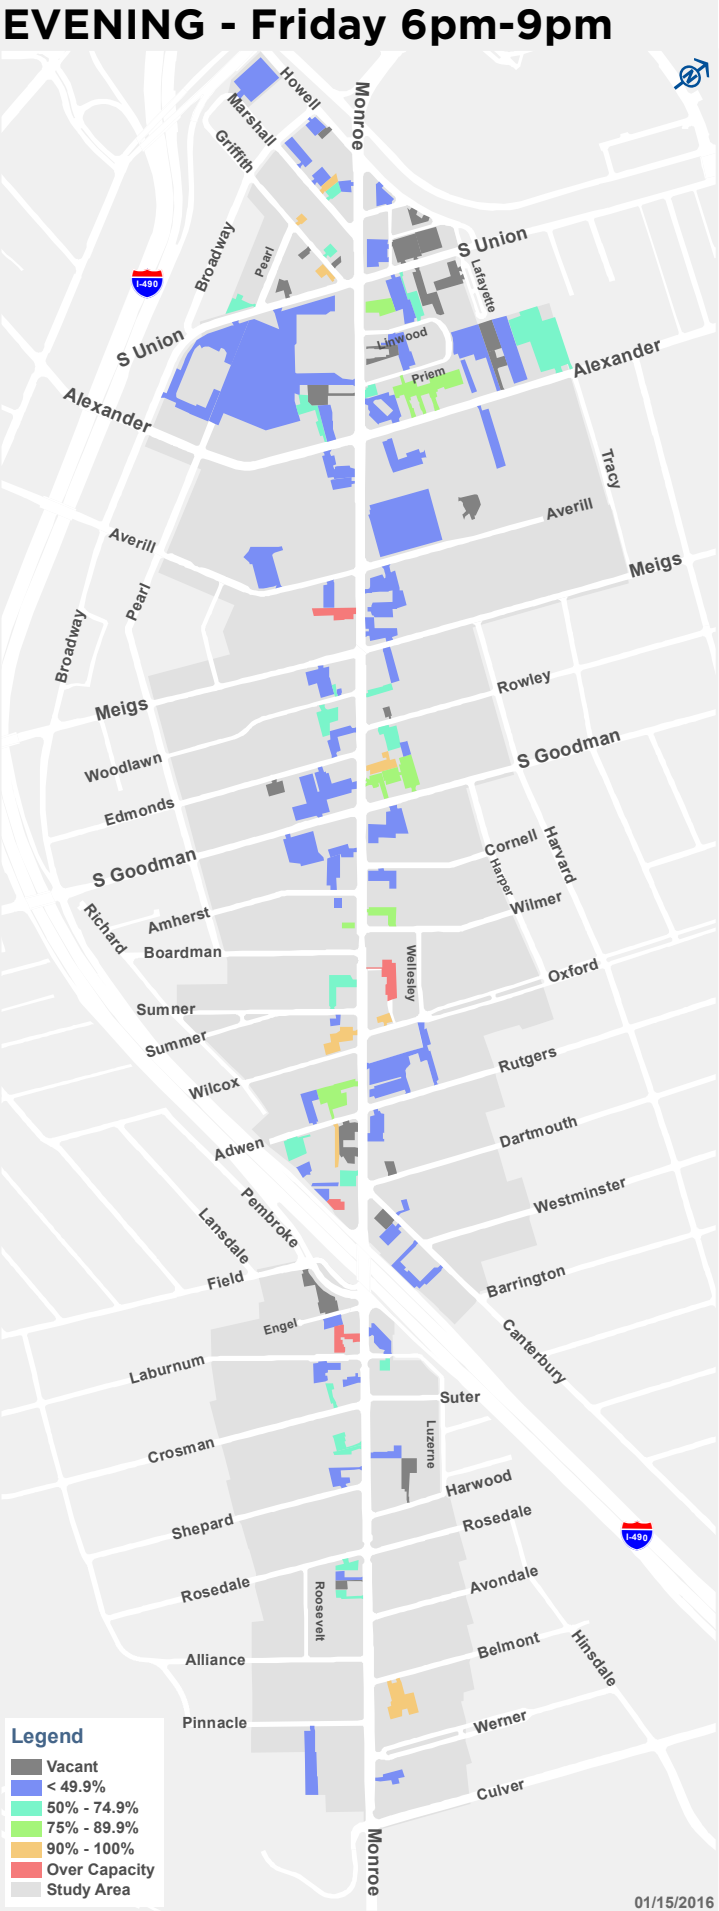 EVENING - Friday 6pm-9pm
N
Howell
Monroe
Marshall
Griffith
S Union
Broadway
Pearl
Lafayette
I-490
Linwood
S Union
Alexander
Priem
Alexander
Tracy
Averill
Averill
Meigs
Pearl
Broadway
Rowley
Meigs
S Goodman
Woodlawn
Edmonds
Cornell
Harvard
S Goodman
Harper
Wilmer
Richard
Amherst
Boardman
Wellesley
Oxford
Sumner
Summer
Rutgers
Wilcox
Dartmouth
Adwen
Westminster
Pembroke
Lansdale
Barrington
Field
Engel
Canterbury
Laburnum
Suter
Luzerne
Crosman
Harwood
Shepard
Rosedale
I-490
Rosedale
Avondale
Roosevelt
Belmont
Hinsdale
Alliance
Pinnacle
Werner
Culver
Legend
Vacant
< 49.9%
50% - 74.9%
75% - 89.9%
90% - 100%
Over Capacity
Study Area
Monroe
01/15/2016